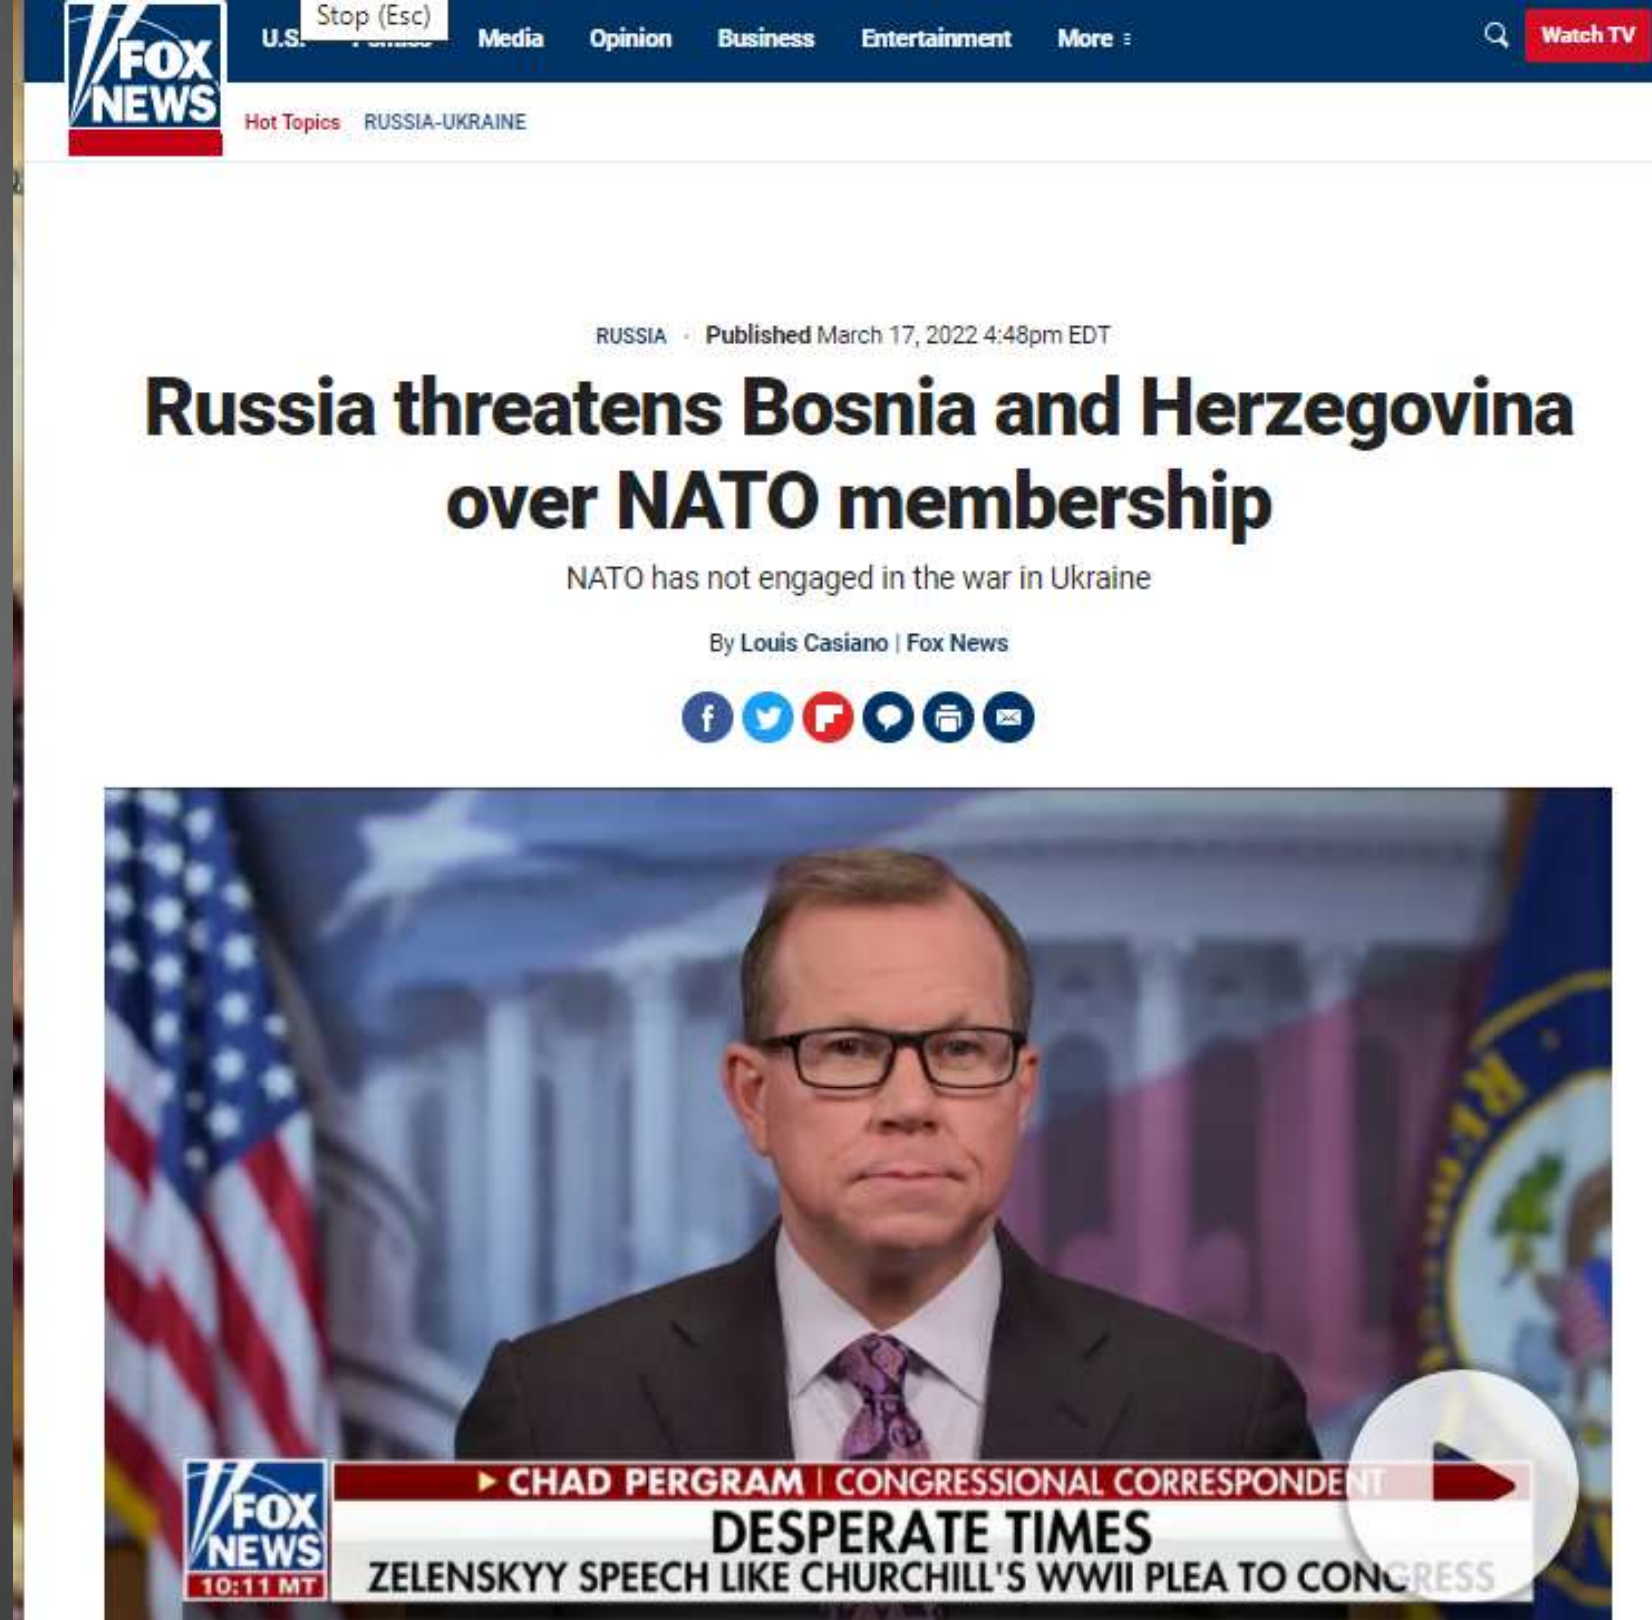 Stop (Esc)
U.S. Media Opinion Business Entertainment More Watch TV
FOX
NEWS
Hot Topics RUSSIA-UKRAINE
RUSSIA · Published March 17, 2022 4:48pm EDT
Russia threatens Bosnia and Herzegovina
over NATO membership
NATO has not engaged in the war in Ukraine
By Louis Casiano | Fox News
CHAD PERGRAM | CONGRESSIONAL CORRESPONDENT
FOX
NEWS
10:11 MT
DESPERATE TIMES
ZELENSKYY SPEECH LIKE CHURCHILL'S WWII PLEA TO CONGRESS